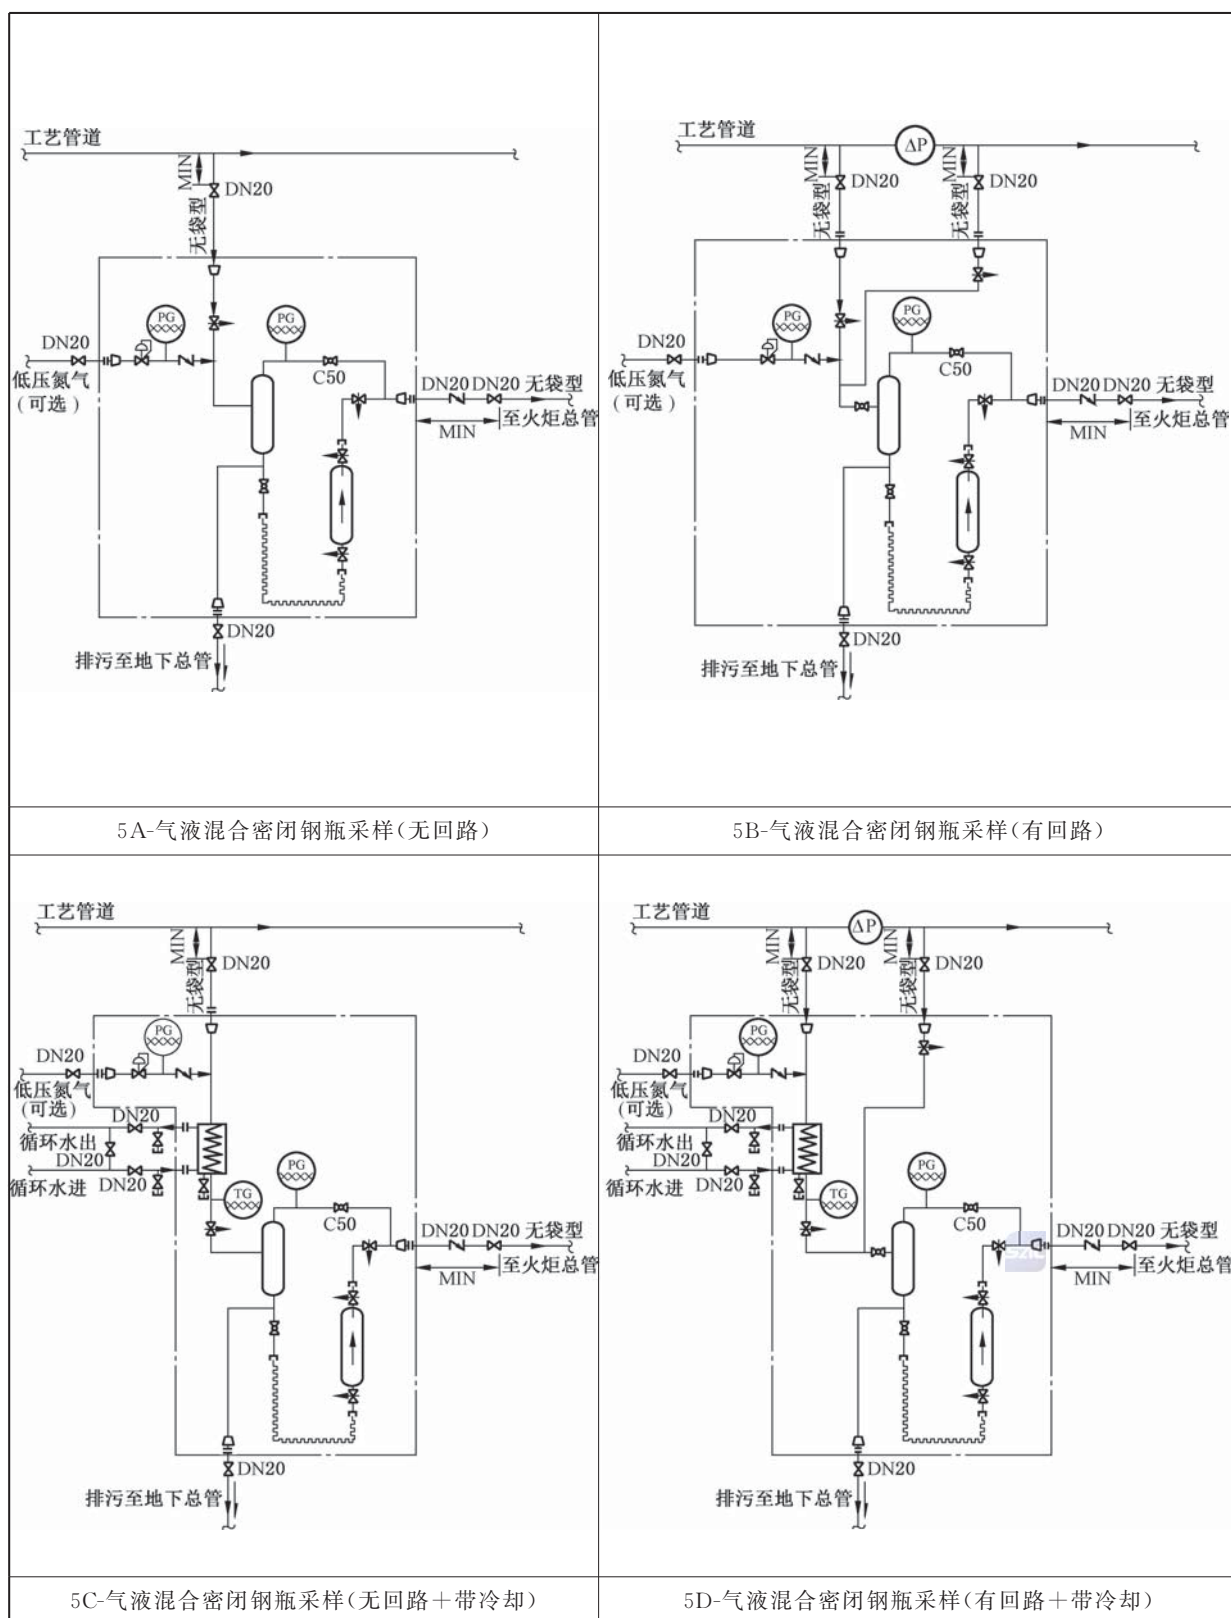 工艺管道
MIN
DN20
无袋型
PG
PG
DN20
低压氮气
(可选)
C50
DN20 DN20 无袋型
MIN
至火炬总管
DN20
排污至地下总管
5A-气液混合密闭钢瓶采样(无回路)
工艺管道
ΔP
MIN
DN20
MIN
DN20
无袋型
无袋型
PG
PG
DN20
低压氮气
(可选)
C50
DN20 DN20 无袋型
MIN
至火炬总管
DN20
排污至地下总管
5B-气液混合密闭钢瓶采样(有回路)
工艺管道
MIN
DN20
无袋型
PG
DN20
低压氮气
(可选)
DN20
循环水出
DN20
循环水进
DN20
TG
PG
C50
DN20 DN20 无袋型
MIN
至火炬总管
DN20
排污至地下总管
5C-气液混合密闭钢瓶采样(无回路+带冷却)
工艺管道
ΔP
MIN
DN20
MIN
DN20
无袋型
无袋型
PG
DN20
低压氮气
(可选)
DN20
循环水出
DN20
循环水进
DN20
TG
PG
C50
DN20 DN20 无袋型
MIN
至火炬总管
DN20
排污至地下总管
5D-气液混合密闭钢瓶采样(有回路+带冷却)